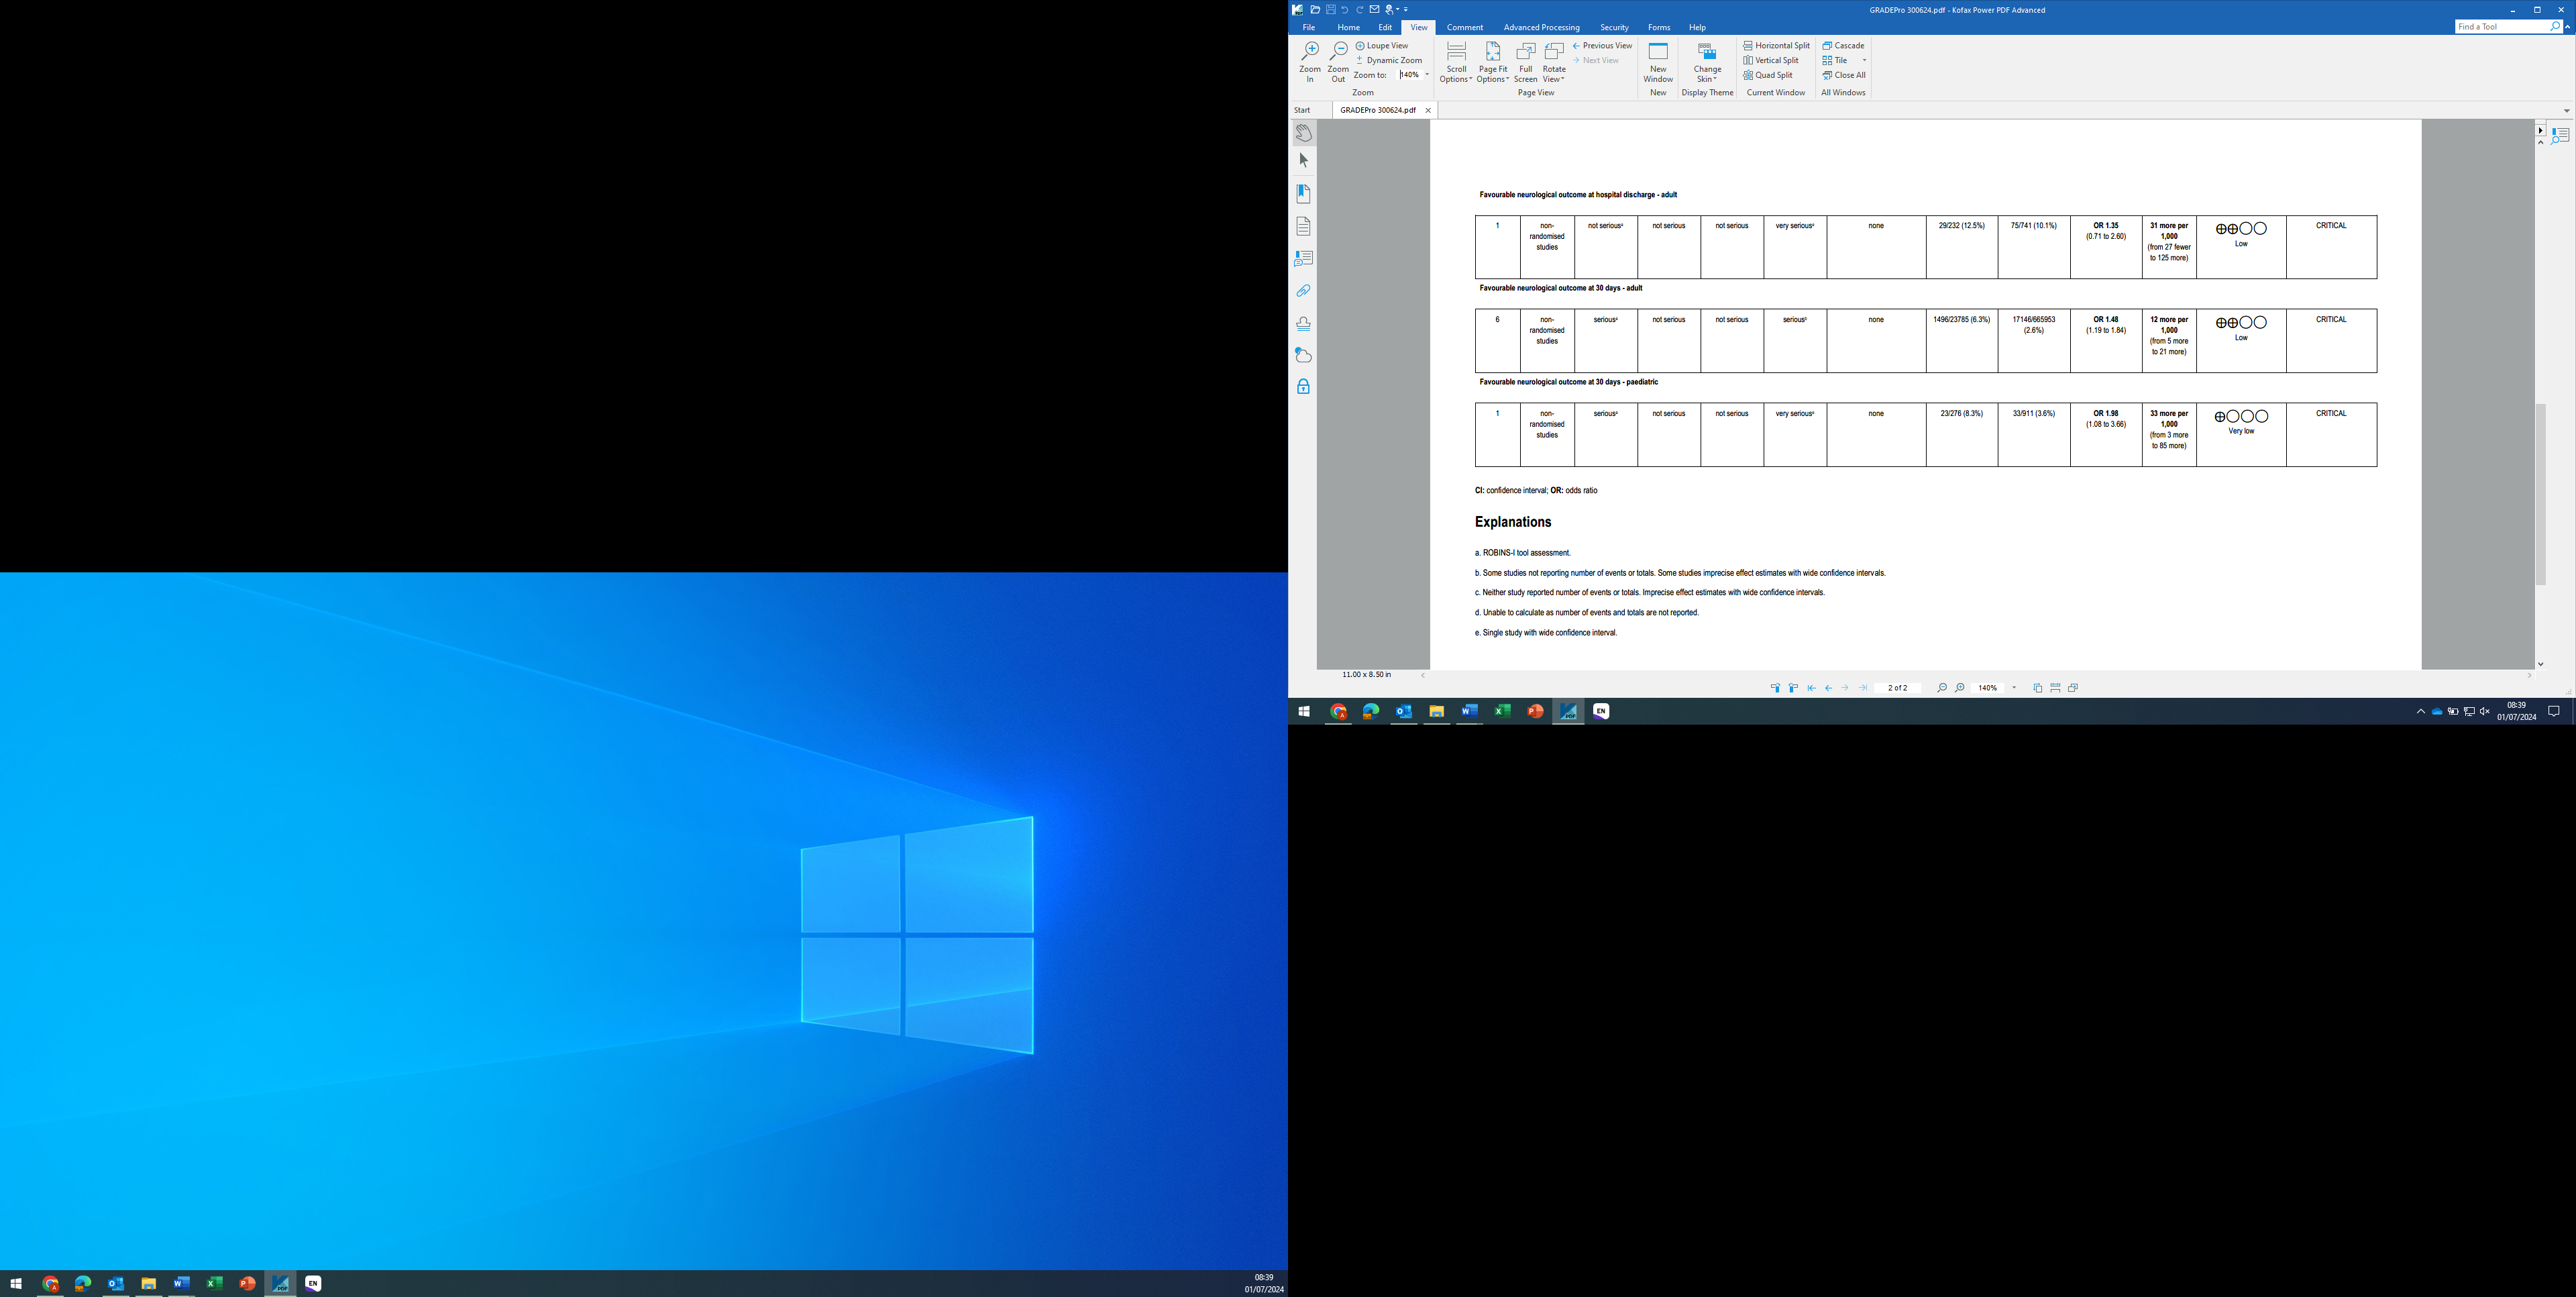 GRADEPro 300624.pdf - Kofax Power PDF Advanced
File Home Edit View Comment Advanced Processing Security Forms Help
Find a Tool
Zoom In
Zoom Out
Loupe View
Dynamic Zoom
Zoom to: 140%
Zoom
Scroll Options
Page Fit Options
Full Screen
Rotate View
Previous View
Next View
Page View
New Window
New
Change Skin
Display Theme
Horizontal Split
Vertical Split
Quad Split
Current Window
Cascade
Tile
Close All
All Windows
Start GRADEPro 300624.pdf
Favourable neurological outcome at hospital discharge - adult
1 non-randomised studies not seriousᵃ not serious not serious very seriousᵉ none 29/232 (12.5%) 75/741 (10.1%) OR 1.35 (0.71 to 2.60) 31 more per 1,000 (from 27 fewer to 125 more) ⨁⨁◯◯ Low CRITICAL
Favourable neurological outcome at 30 days - adult
6 non-randomised studies seriousᵃ not serious not serious seriousᵇ none 1496/23785 (6.3%) 17146/665953 (2.6%) OR 1.48 (1.19 to 1.84) 12 more per 1,000 (from 5 more to 21 more) ⨁⨁◯◯ Low CRITICAL
Favourable neurological outcome at 30 days - paediatric
1 non-randomised studies seriousᵃ not serious not serious very seriousᵉ none 23/276 (8.3%) 33/911 (3.6%) OR 1.98 (1.08 to 3.66) 33 more per 1,000 (from 3 more to 85 more) ⨁◯◯◯ Very low CRITICAL
CI: confidence interval; OR: odds ratio
Explanations
a. ROBINS-I tool assessment.
b. Some studies not reporting number of events or totals. Some studies imprecise effect estimates with wide confidence intervals.
c. Neither study reported number of events or totals. Imprecise effect estimates with wide confidence intervals.
d. Unable to calculate as number of events and totals are not reported.
e. Single study with wide confidence interval.
11.00 x 8.50 in
2 of 2
140%
EN
08:39
01/07/2024
EN
08:39
01/07/2024